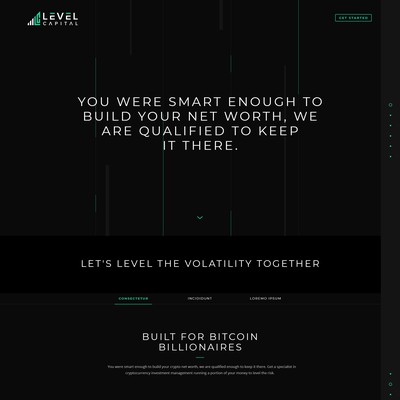 LEVEL
CAPITAL
GET STARTED
YOU WERE SMART ENOUGH TO
BUILD YOUR NET WORTH, WE
ARE QUALIFIED TO KEEP
IT THERE.
LET'S LEVEL THE VOLATILITY TOGETHER
CONSECTETUR
INCIDIDUNT
LOREMO IPSUM
BUILT FOR BITCOIN
BILLIONAIRES
You were smart enough to build your crypto net worth, we are qualified enough to keep it there. Get a specialist in
cryptocurrency investment management running a portion of your money to level the risk.